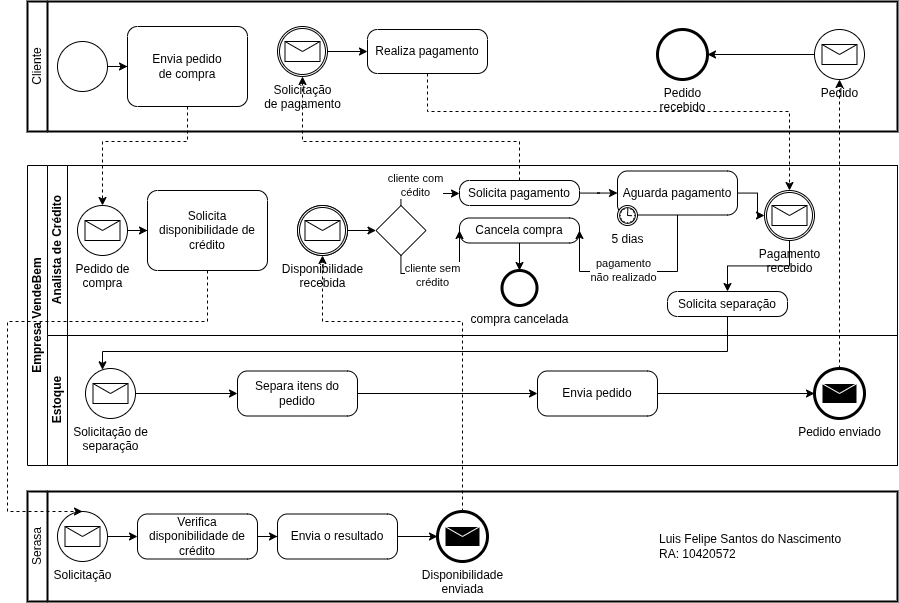 Cliente
Envia pedido
de compra
Solicitação
de pagamento
Realiza pagamento
Pedido
recebido
Pedido
Empresa VendeBem
Analista de Crédito
Pedido de
compra
Solicita
disponibilidade de
crédito
Disponibilidade
recebida
cliente com
cédito
cliente sem
crédito
Solicita pagamento
Cancela compra
compra cancelada
Aguarda pagamento
5 dias
pagamento
não realizado
Pagamento
recebido
Solicita separação
Estoque
Solicitação de
separação
Separa itens do
pedido
Envia pedido
Pedido enviado
Serasa
Solicitação
Verifica
disponibilidade de
crédito
Envia o resultado
Disponibilidade
enviada
Luis Felipe Santos do Nascimento
RA: 10420572